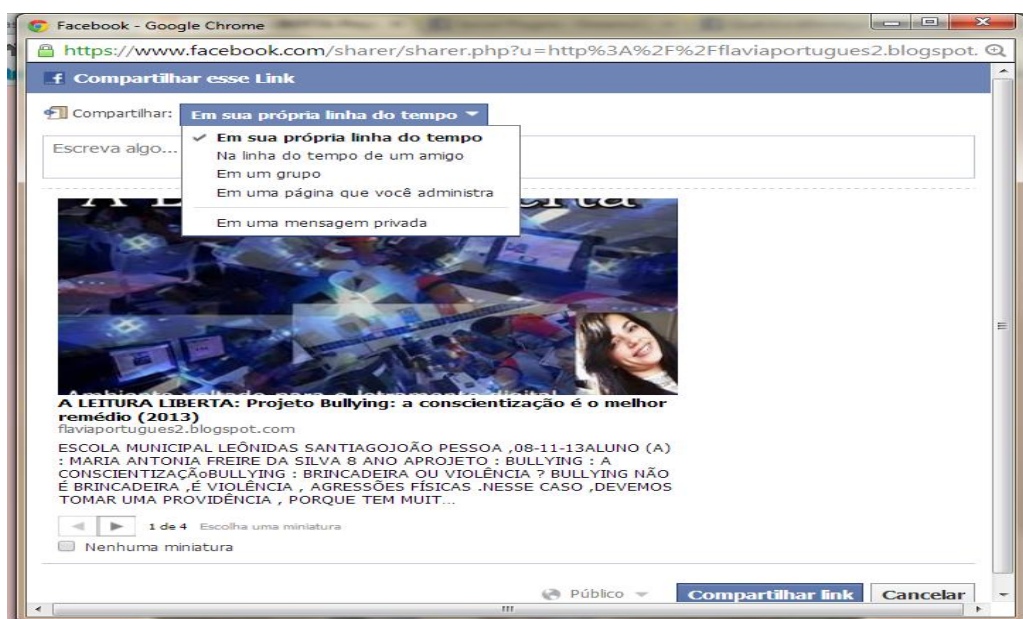 Facebook - Google Chrome
https://www.facebook.com/sharer/sharer.php?u=http%3A%2F%2Fflaviaportugues2.blogspot.
f Compartilhar esse Link
Compartilhar: Em sua própria linha do tempo
Em sua própria linha do tempo
Na linha do tempo de um amigo
Em um grupo
Em uma página que você administra
Em uma mensagem privada
Escreva algo...
Ambiente voltado para o letramento digital
A LEITURA LIBERTA: Projeto Bullying: a conscientização é o melhor
remédio (2013)
flaviaportugues2.blogspot.com
ESCOLA MUNICIPAL LEÔNIDAS SANTIAGOJOÃO PESSOA ,08-11-13ALUNO (A)
: MARIA ANTONIA FREIRE DA SILVA 8 ANO APROJETO : BULLYING : A
CONSCIENTIZAÇÃoBULLYING : BRINCADEIRA OU VIOLÊNCIA ? BULLYING NÃO
É BRINCADEIRA ,É VIOLÊNCIA , AGRESSÕES FÍSICAS .NESSE CASO ,DEVEMOS
TOMAR UMA PROVIDÊNCIA , PORQUE TEM MUIT...
1 de 4 Escolha uma miniatura
Nenhuma miniatura
Público
Compartilhar link
Cancelar